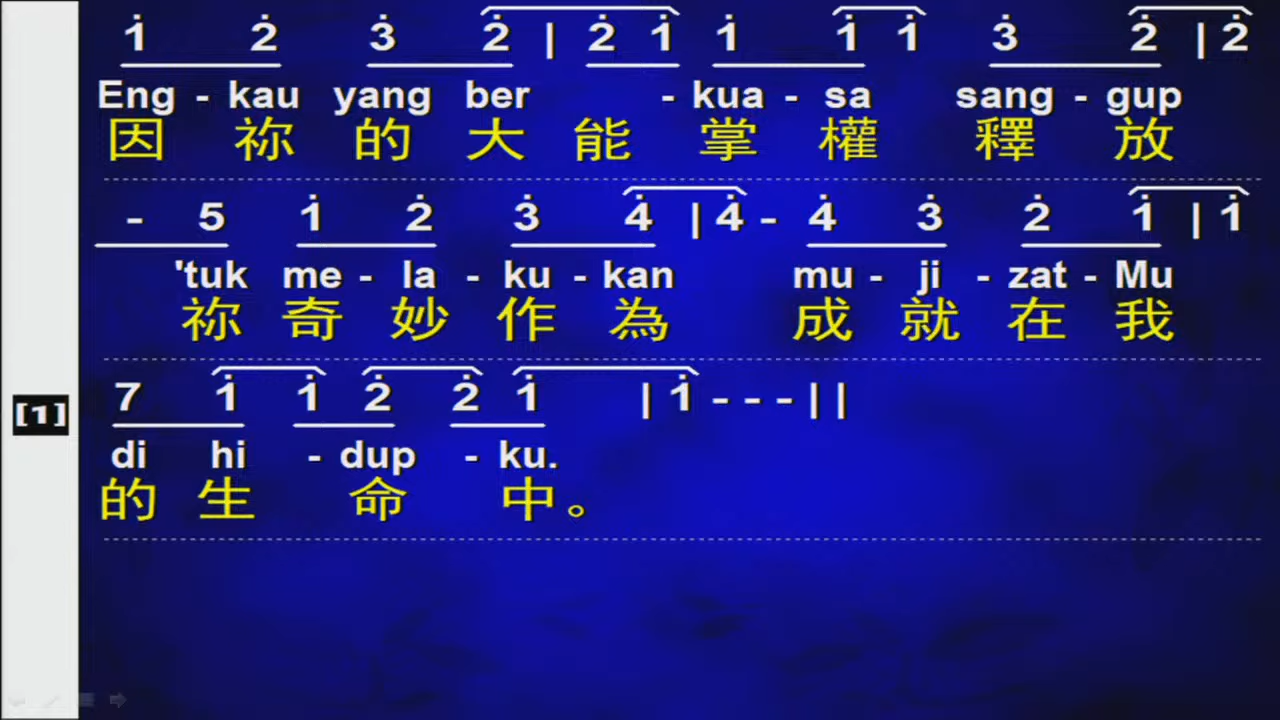 1̇ 2̇ 3̇ 2̇ | 2̇ 1̇ 1̇ 1̇ 1̇ 3̇ 2̇ | 2̇
Eng - kau yang ber - kua - sa sang - gup
因 祢 的 大 能 掌 權 釋 放
- 5 1̇ 2̇ 3̇ 4̇ | 4̇ - 4̇ 3̇ 2̇ 1̇ | 1̇
'tuk me - la - ku - kan mu - ji - zat - Mu
祢 奇 妙 作 為 成 就 在 我
7 1̇ 1̇ 2̇ 2̇ 1̇ | 1̇ - - - | |
[1]
di hi - dup - ku.
的 生 命 中。